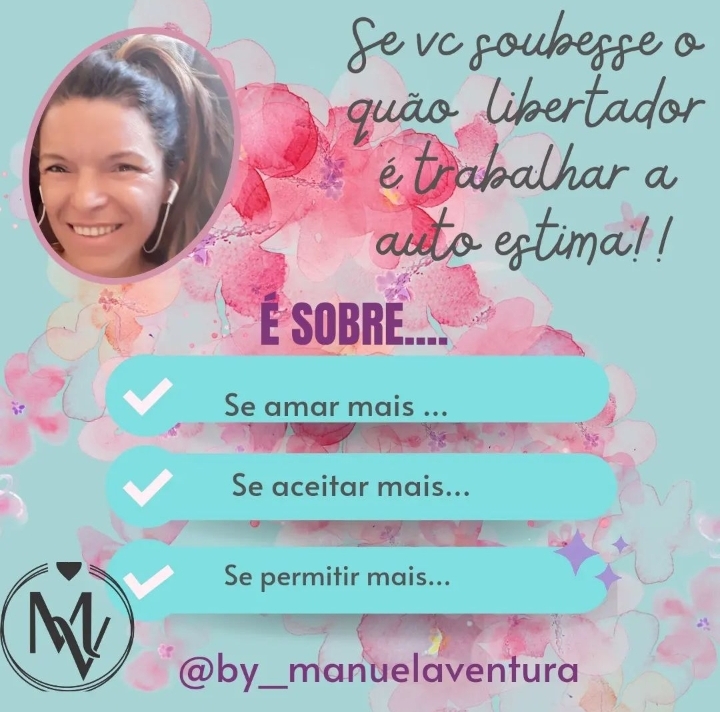 Se vc soubesse o
quão libertador
é trabalhar a
auto estima!!
É SOBRE....
Se amar mais ...
Se aceitar mais...
Se permitir mais...
MV
@by_manuelaventura